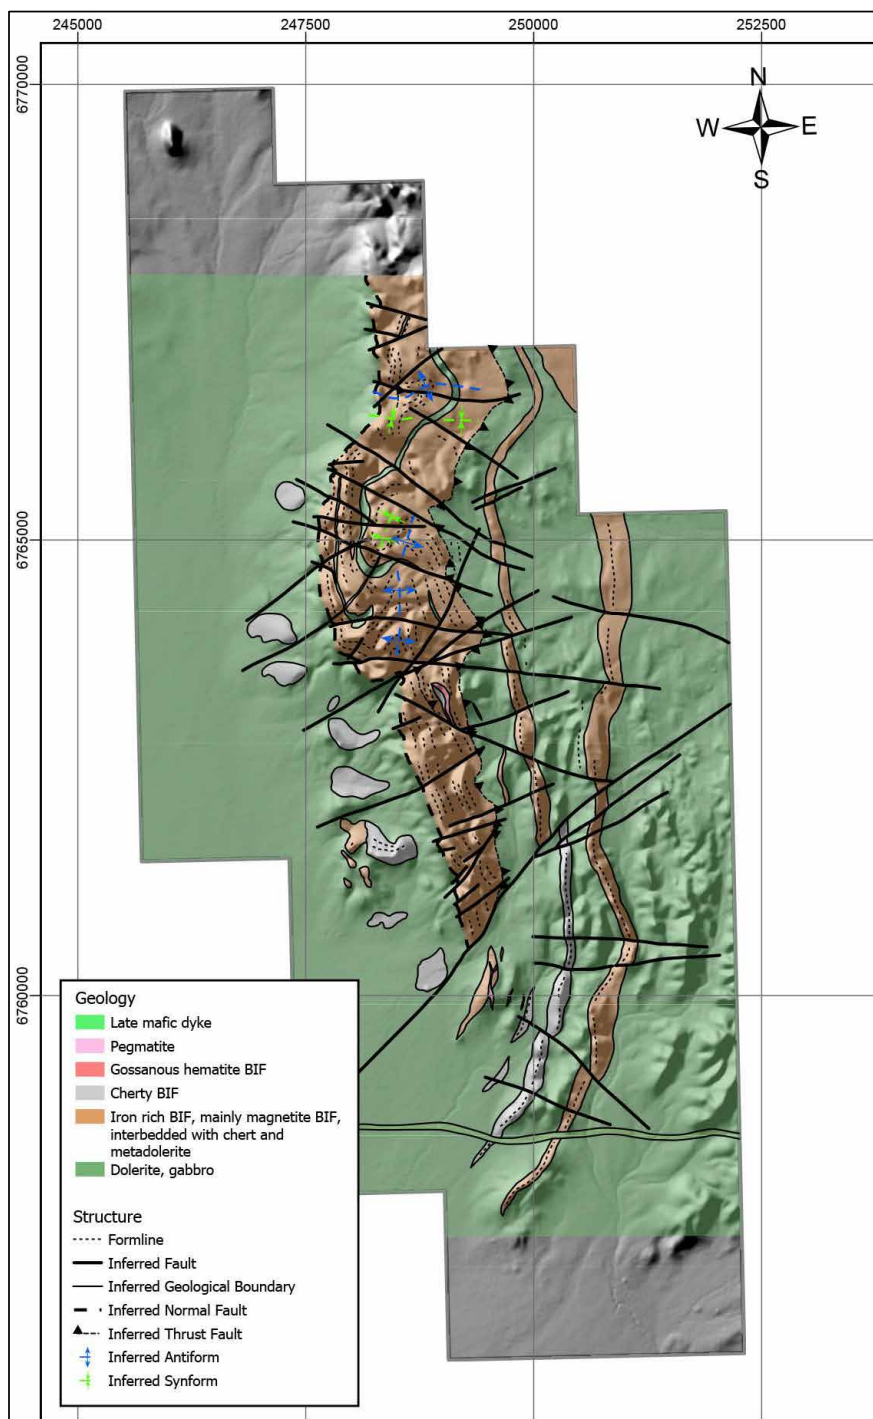 245000 247500 250000 252500
6770000
N
W E
S
6765000
6760000
Geology
Late mafic dyke
Pegmatite
Gossanous hematite BIF
Cherty BIF
Iron rich BIF, mainly magnetite BIF,
interbedded with chert and
metadolerite
Dolerite, gabbro
Structure
Formline
Inferred Fault
Inferred Geological Boundary
Inferred Normal Fault
Inferred Thrust Fault
Inferred Antiform
Inferred Synform